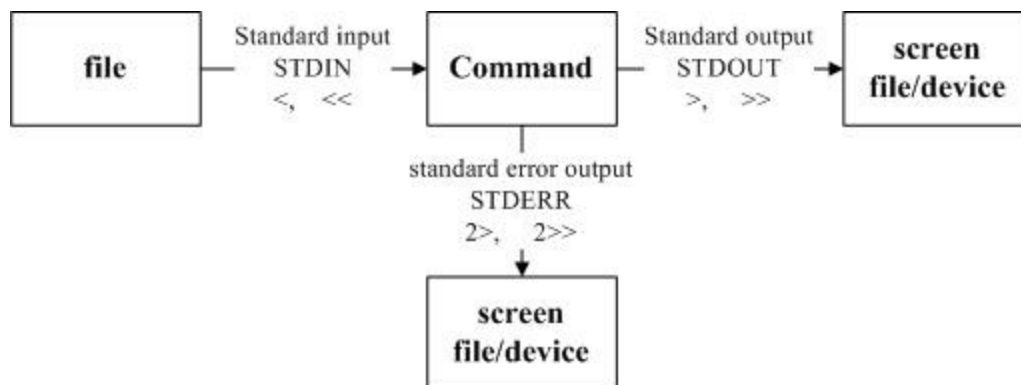 file
Standard input
STDIN
<, <<
Command
Standard output
STDOUT
>, >>
screen
file/device
standard error output
STDERR
2>, 2>>
screen
file/device